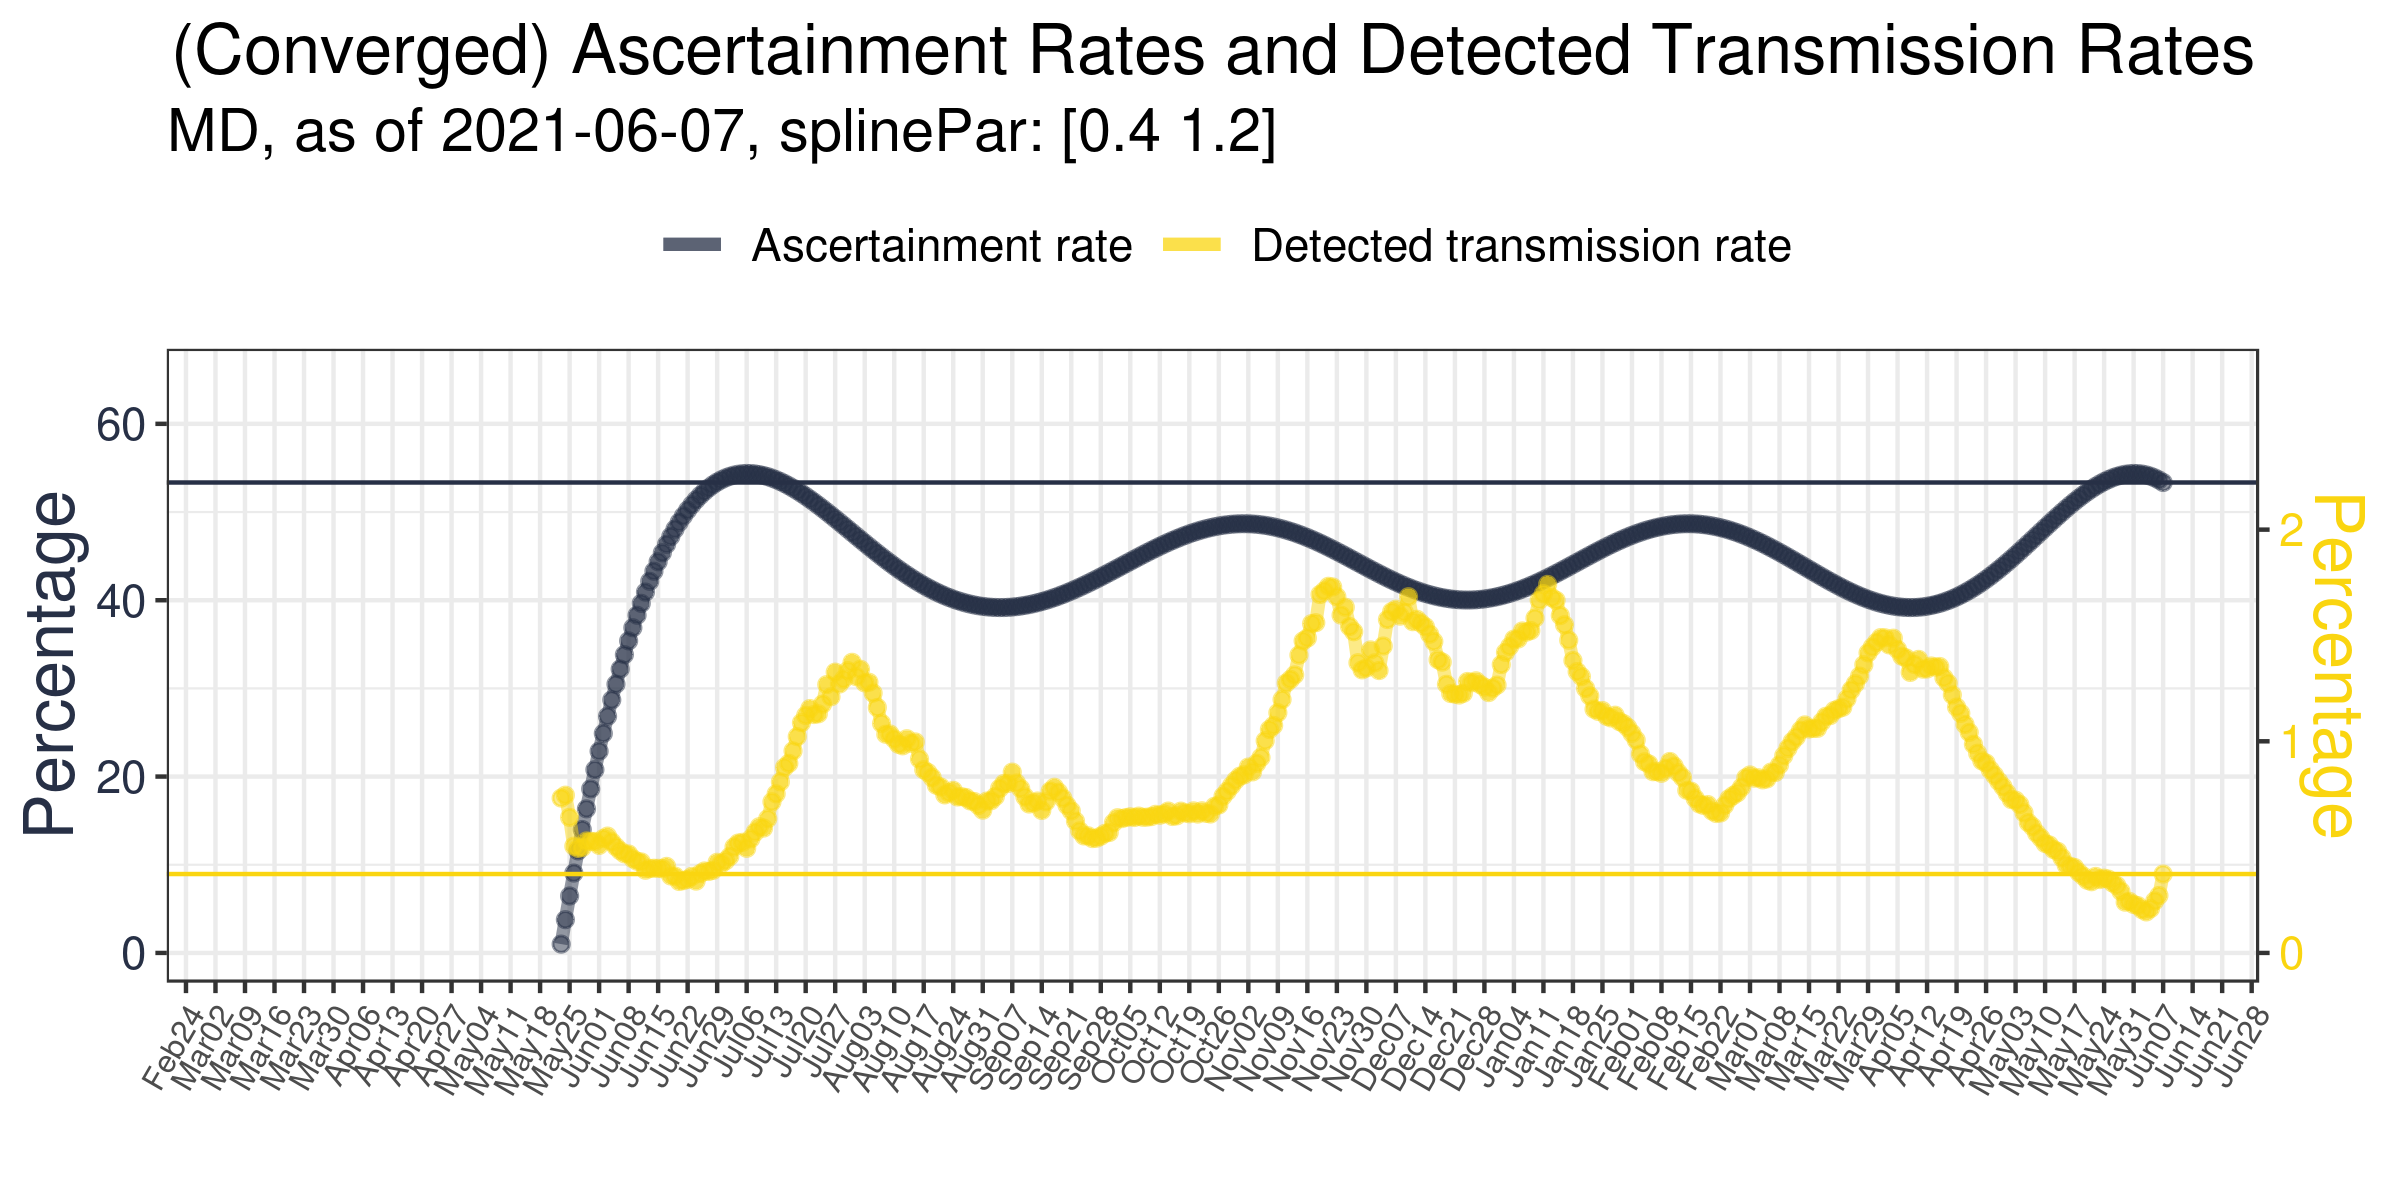 (Converged) Ascertainment Rates and Detected Transmission Rates
MD, as of 2021-06-07, splinePar: [0.4 1.2]
Ascertainment rate
Detected transmission rate
Percentage
60
40
20
0
2
1
0
Percentage
Feb24
Mar02
Mar09
Mar16
Mar23
Mar30
Apr06
Apr13
Apr20
Apr27
May04
May11
May18
May25
Jun01
Jun08
Jun15
Jun22
Jun29
Jul06
Jul13
Jul20
Jul27
Aug03
Aug10
Aug17
Aug24
Aug31
Sep07
Sep14
Sep21
Sep28
Oct05
Oct12
Oct19
Oct26
Nov02
Nov09
Nov16
Nov23
Nov30
Dec07
Dec14
Dec21
Dec28
Jan04
Jan11
Jan18
Jan25
Feb01
Feb08
Feb15
Feb22
Mar01
Mar08
Mar15
Mar22
Mar29
Apr05
Apr12
Apr19
Apr26
May03
May10
May17
May24
May31
Jun07
Jun14
Jun21
Jun28